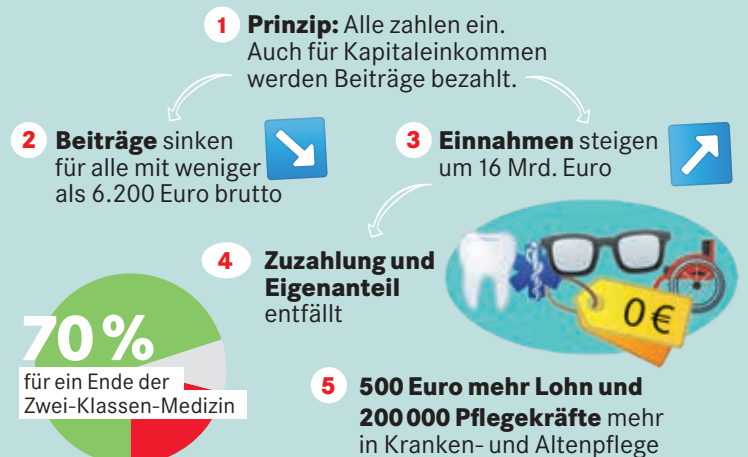 1 Prinzip: Alle zahlen ein.
Auch für Kapitaleinkommen
werden Beiträge bezahlt.
2 Beiträge sinken
für alle mit weniger
als 6.200 Euro brutto
3 Einnahmen steigen
um 16 Mrd. Euro
4 Zuzahlung und
Eigenanteil
entfällt
0 €
70 %
für ein Ende der
Zwei-Klassen-Medizin
5 500 Euro mehr Lohn und
200 000 Pflegekräfte mehr
in Kranken- und Altenpflege